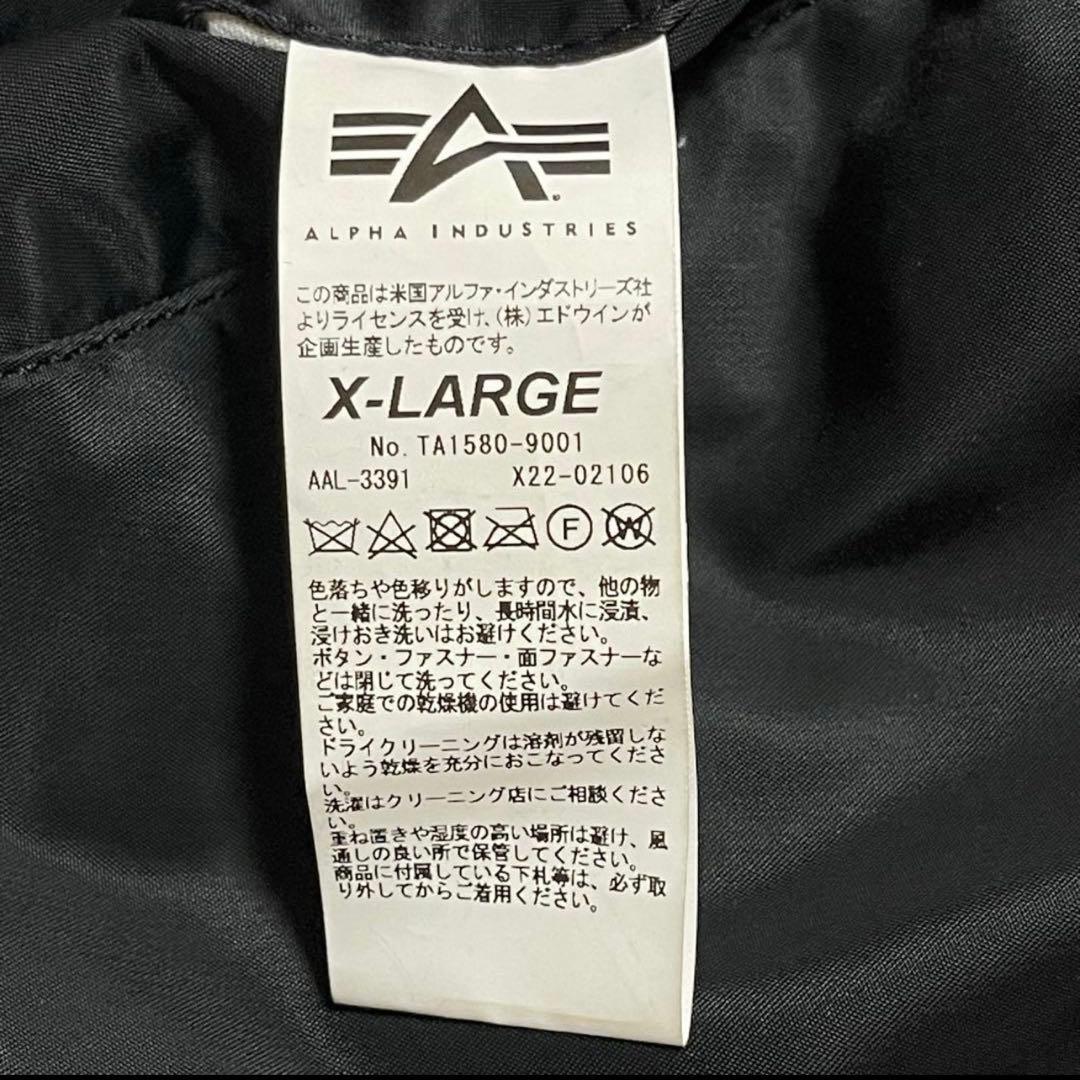 ALPHA INDUSTRIES
この商品は米国アルファ・インダストリーズ社
よりライセンスを受け、(株)エドウインが
企画生産したものです。
X-LARGE
No. TA1580-9001
AAL-3391 X22-02106
F W
色落ちや色移りがしますので、他の物
と一緒に洗ったり、長時間水に浸漬、
浸けおき洗いはお避けください。
ボタン・ファスナー・面ファスナーな
どは閉じて洗ってください。
ご家庭での乾燥機の使用は避けてくだ
さい。
ドライクリーニングは溶剤が残留しな
いよう乾燥を充分におこなってくださ
い。
洗濯はクリーニング店にご相談くださ
い。
重ね置きや湿度の高い場所は避け、風
通しの良い所で保管してください。
商品に付属している下札等は、必ず取
り外してからご着用ください。